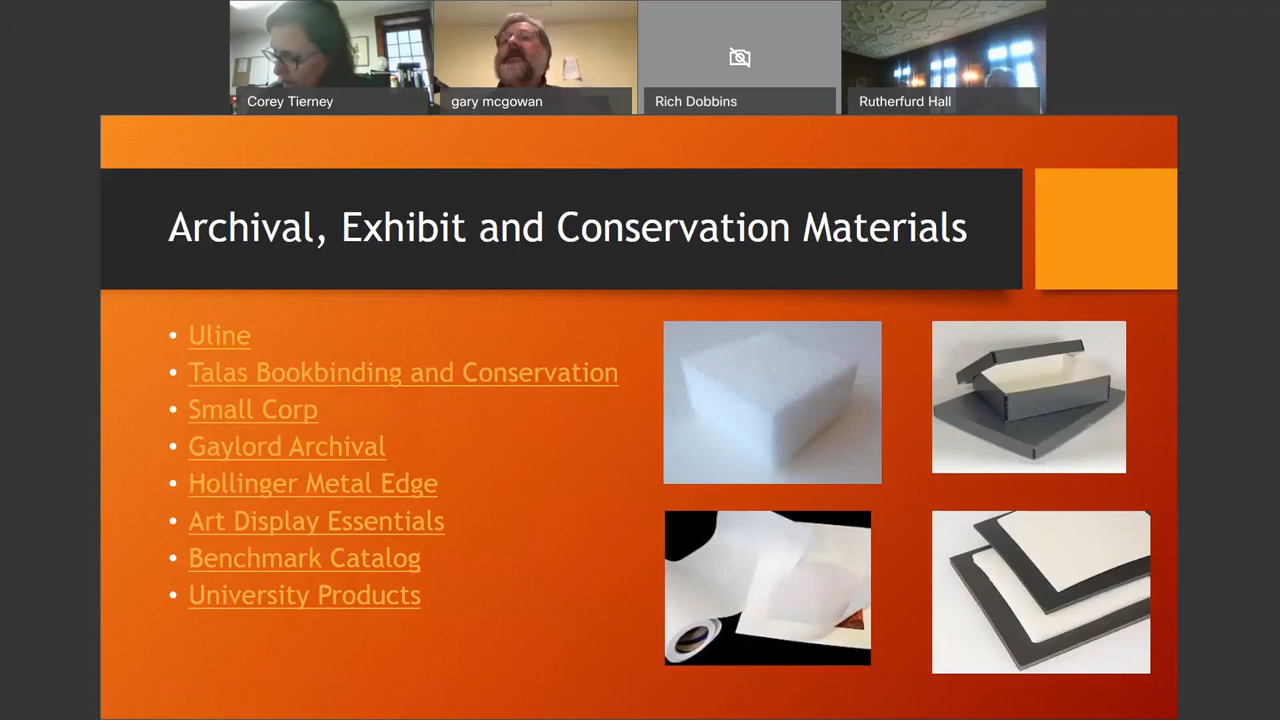 Corey Tierney
gary mcgowan
Rich Dobbins
Rutherfurd Hall
Archival, Exhibit and Conservation Materials
• Uline
• Talas Bookbinding and Conservation
• Small Corp
• Gaylord Archival
• Hollinger Metal Edge
• Art Display Essentials
• Benchmark Catalog
• University Products